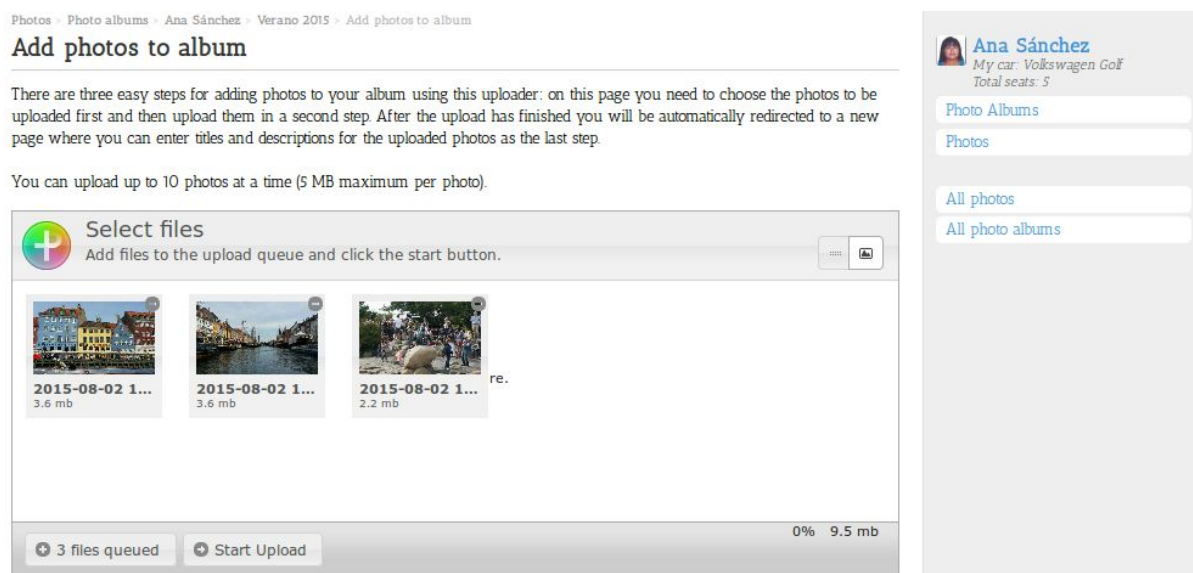 Photos > Photo albums > Ana Sánchez > Verano 2015 > Add photos to album
Add photos to album
There are three easy steps for adding photos to your album using this uploader: on this page you need to choose the photos to be
uploaded first and then upload them in a second step. After the upload has finished you will be automatically redirected to a new
page where you can enter titles and descriptions for the uploaded photos as the last step.
You can upload up to 10 photos at a time (5 MB maximum per photo).
Select files
Add files to the upload queue and click the start button.
2015-08-02 1...
3.6 mb
2015-08-02 1...
3.6 mb
2015-08-02 1...
2.2 mb
re.
3 files queued
Start Upload
0% 9.5 mb
Ana Sánchez
My car: Volkswagen Golf
Total seats: 5
Photo Albums
Photos
All photos
All photo albums